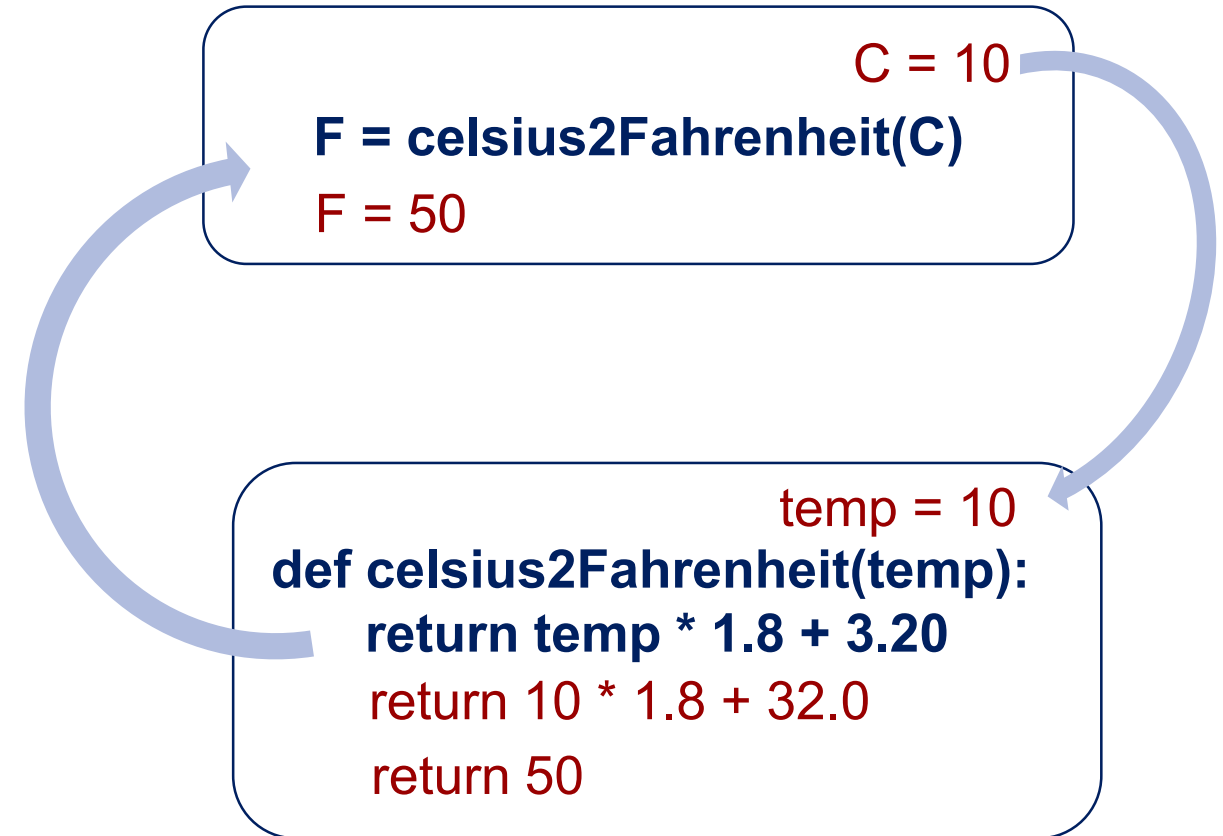 C = 10
F = celsius2Fahrenheit(C)
F = 50
temp = 10
def celsius2Fahrenheit(temp):
return temp * 1.8 + 3.20
return 10 * 1.8 + 32.0
return 50